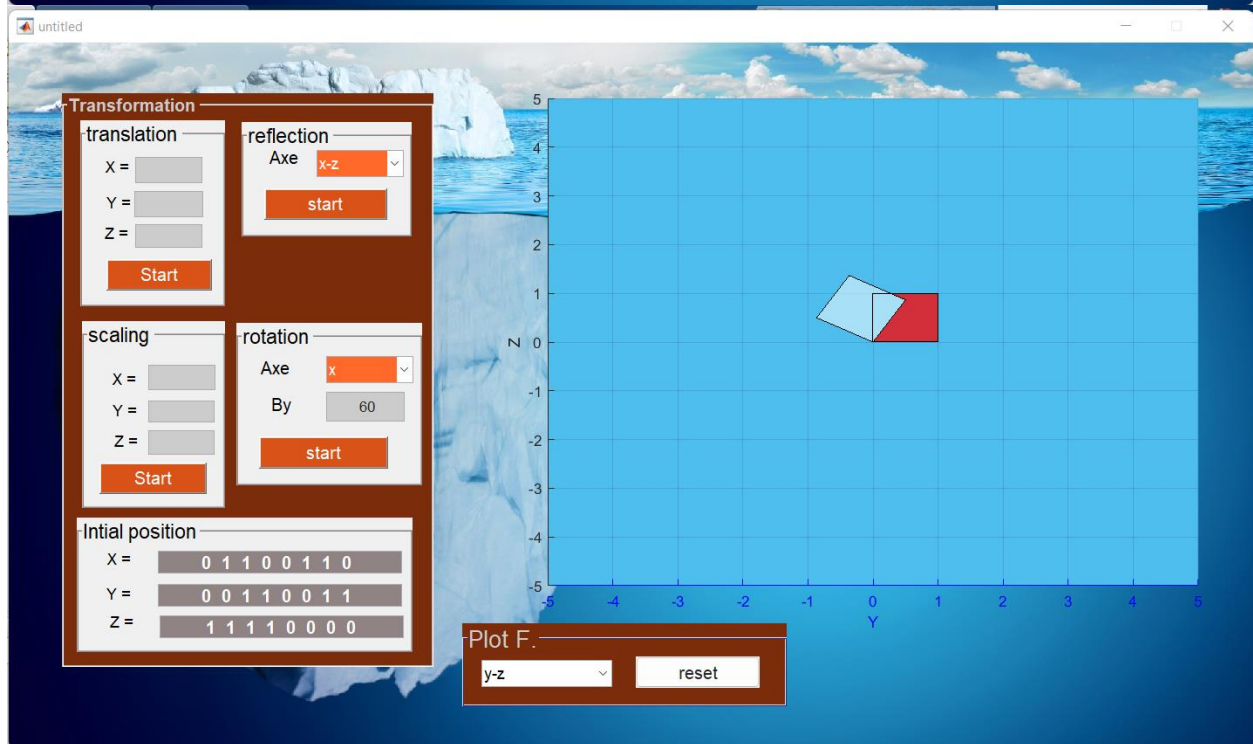 untitled
Transformation
translation
X =
Y =
Z =
Start
reflection
Axe x-z
start
scaling
X =
Y =
Z =
Start
rotation
Axe x
By 60
start
Intial position
X = 0 1 1 0 0 1 1 0
Y = 0 0 1 1 0 0 1 1
Z = 1 1 1 1 0 0 0 0
5
4
3
2
1
0
-1
-2
-3
-4
-5
Z
-5 -4 -3 -2 -1 0 1 2 3 4 5
Y
Plot F.
y-z reset